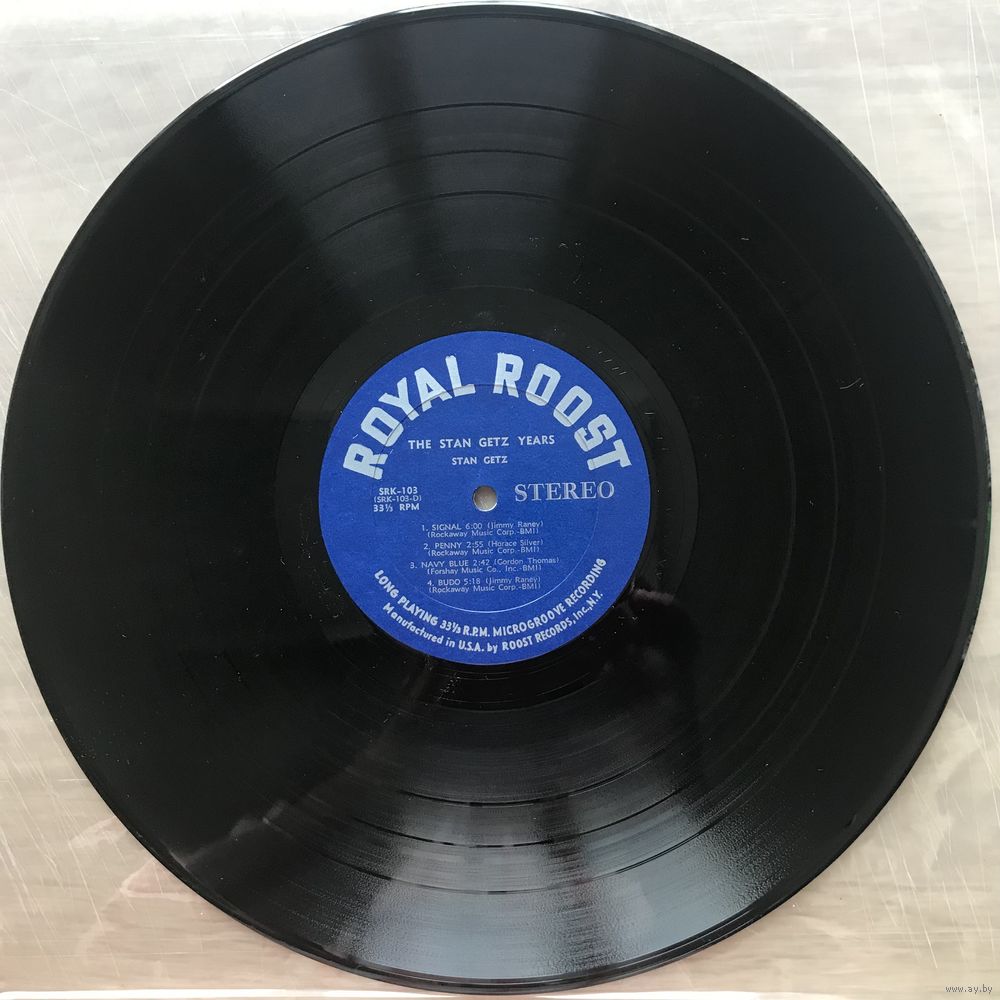 ROYAL ROOST
THE STAN GETZ YEARS
STAN GETZ
SRK-103
(SRK-103-D)
33⅓ RPM
STEREO
1. SIGNAL 6:00 (Jimmy Raney)
(Rockaway Music Corp.-BMI)
2. PENNY 2:55 (Horace Silver)
(Rockaway Music Corp.-BMI)
3. NAVY BLUE 2:42 (Gordon Thomas)
(Forshay Music Co., Inc.-BMI)
4. BUDO 5:18 (Jimmy Raney)
(Rockaway Music Corp.-BMI)
LONG PLAYING 33⅓ R.P.M. MICROGROOVE RECORDING
Manufactured in U.S.A. by ROOST RECORDS, Inc., N.Y.
www.ay.by